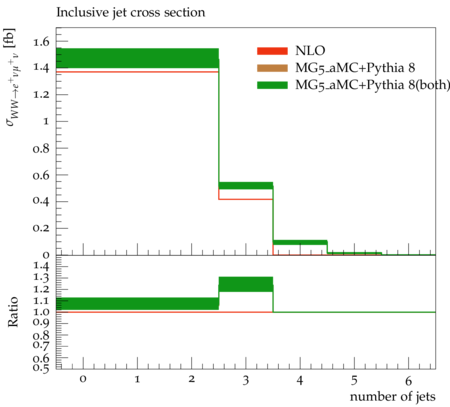 Inclusive jet cross section
σWW→e⁺νμ⁺ν [fb]
NLO
MG5_aMC+Pythia 8
MG5_aMC+Pythia 8(both)
1.6
1.4
1.2
1
0.8
0.6
0.4
0.2
0
Ratio
1.4
1.3
1.2
1.1
1.0
0.9
0.8
0.7
0.6
0.5
0 1 2 3 4 5 6
number of jets